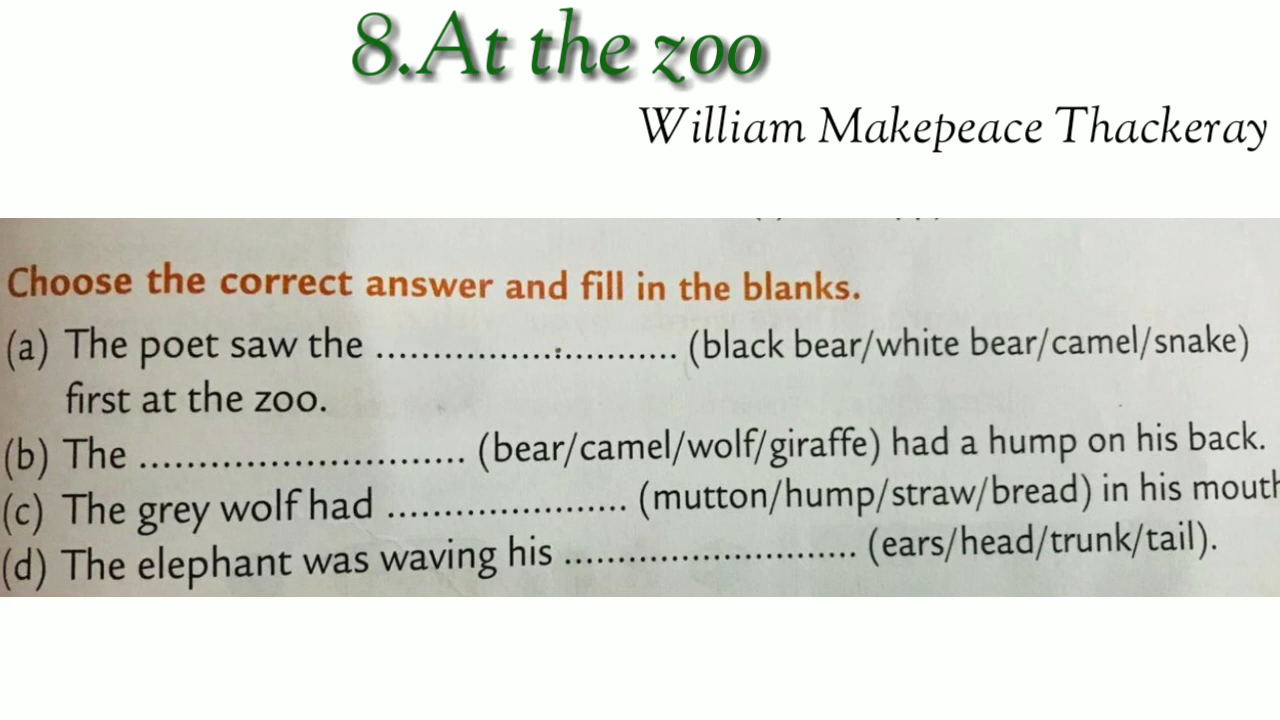 8.At the zoo
William Makepeace Thackeray
Choose the correct answer and fill in the blanks.
(a) The poet saw the ........................... (black bear/white bear/camel/snake)
first at the zoo.
(b) The ............................ (bear/camel/wolf/giraffe) had a hump on his back.
(c) The grey wolf had ..................... (mutton/hump/straw/bread) in his mouth
(d) The elephant was waving his ......................... (ears/head/trunk/tail).